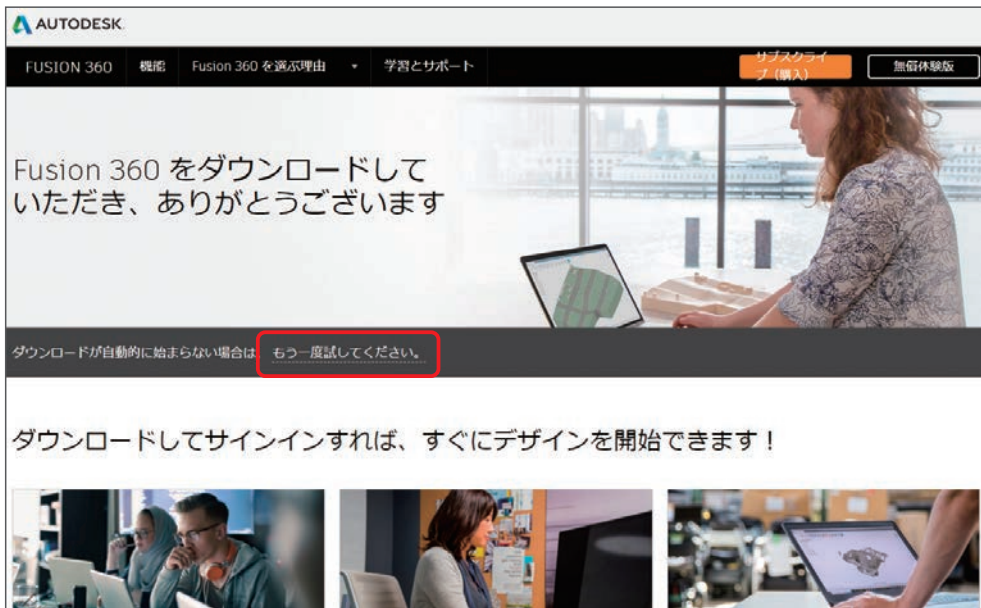 AUTODESK
FUSION 360 機能 Fusion 360 を選ぶ理由 学習とサポート
サブスクライ
ブ（購入）
無償体験版
Fusion 360 をダウンロードして
いただき、ありがとうございます
ダウンロードが自動的に始まらない場合は、もう一度試してください。
ダウンロードしてサインインすれば、すぐにデザインを開始できます！